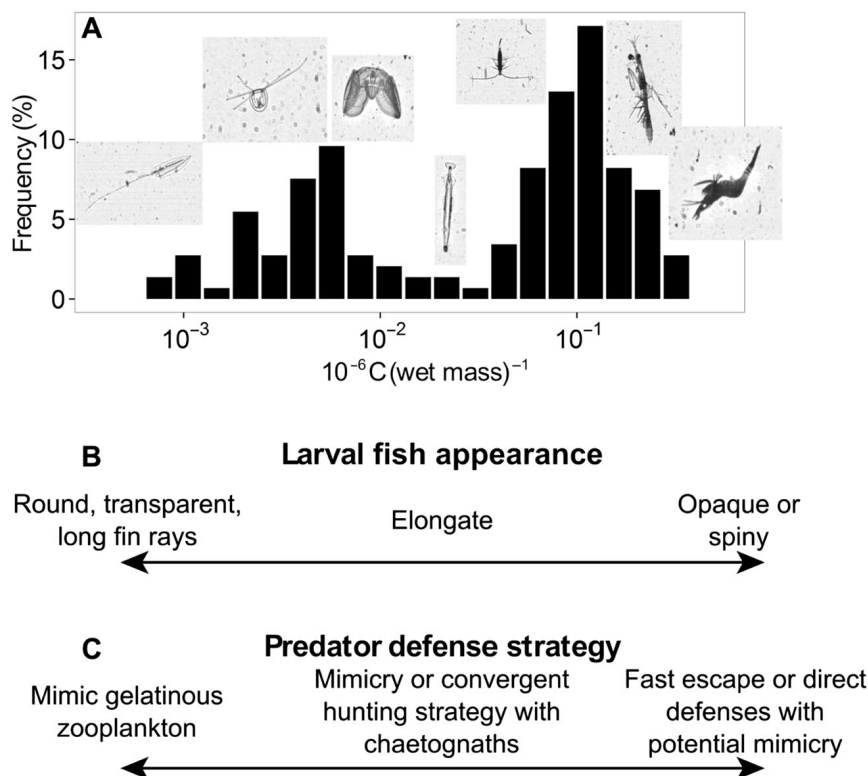 A
Frequency (%)
15
10
5
0
10⁻³
10⁻²
10⁻¹
10⁻⁶ C (wet mass)⁻¹
B
Larval fish appearance
Round, transparent,
long fin rays
Elongate
Opaque or
spiny
C
Predator defense strategy
Mimic gelatinous
zooplankton
Mimicry or convergent
hunting strategy with
chaetognaths
Fast escape or direct
defenses with
potential mimicry